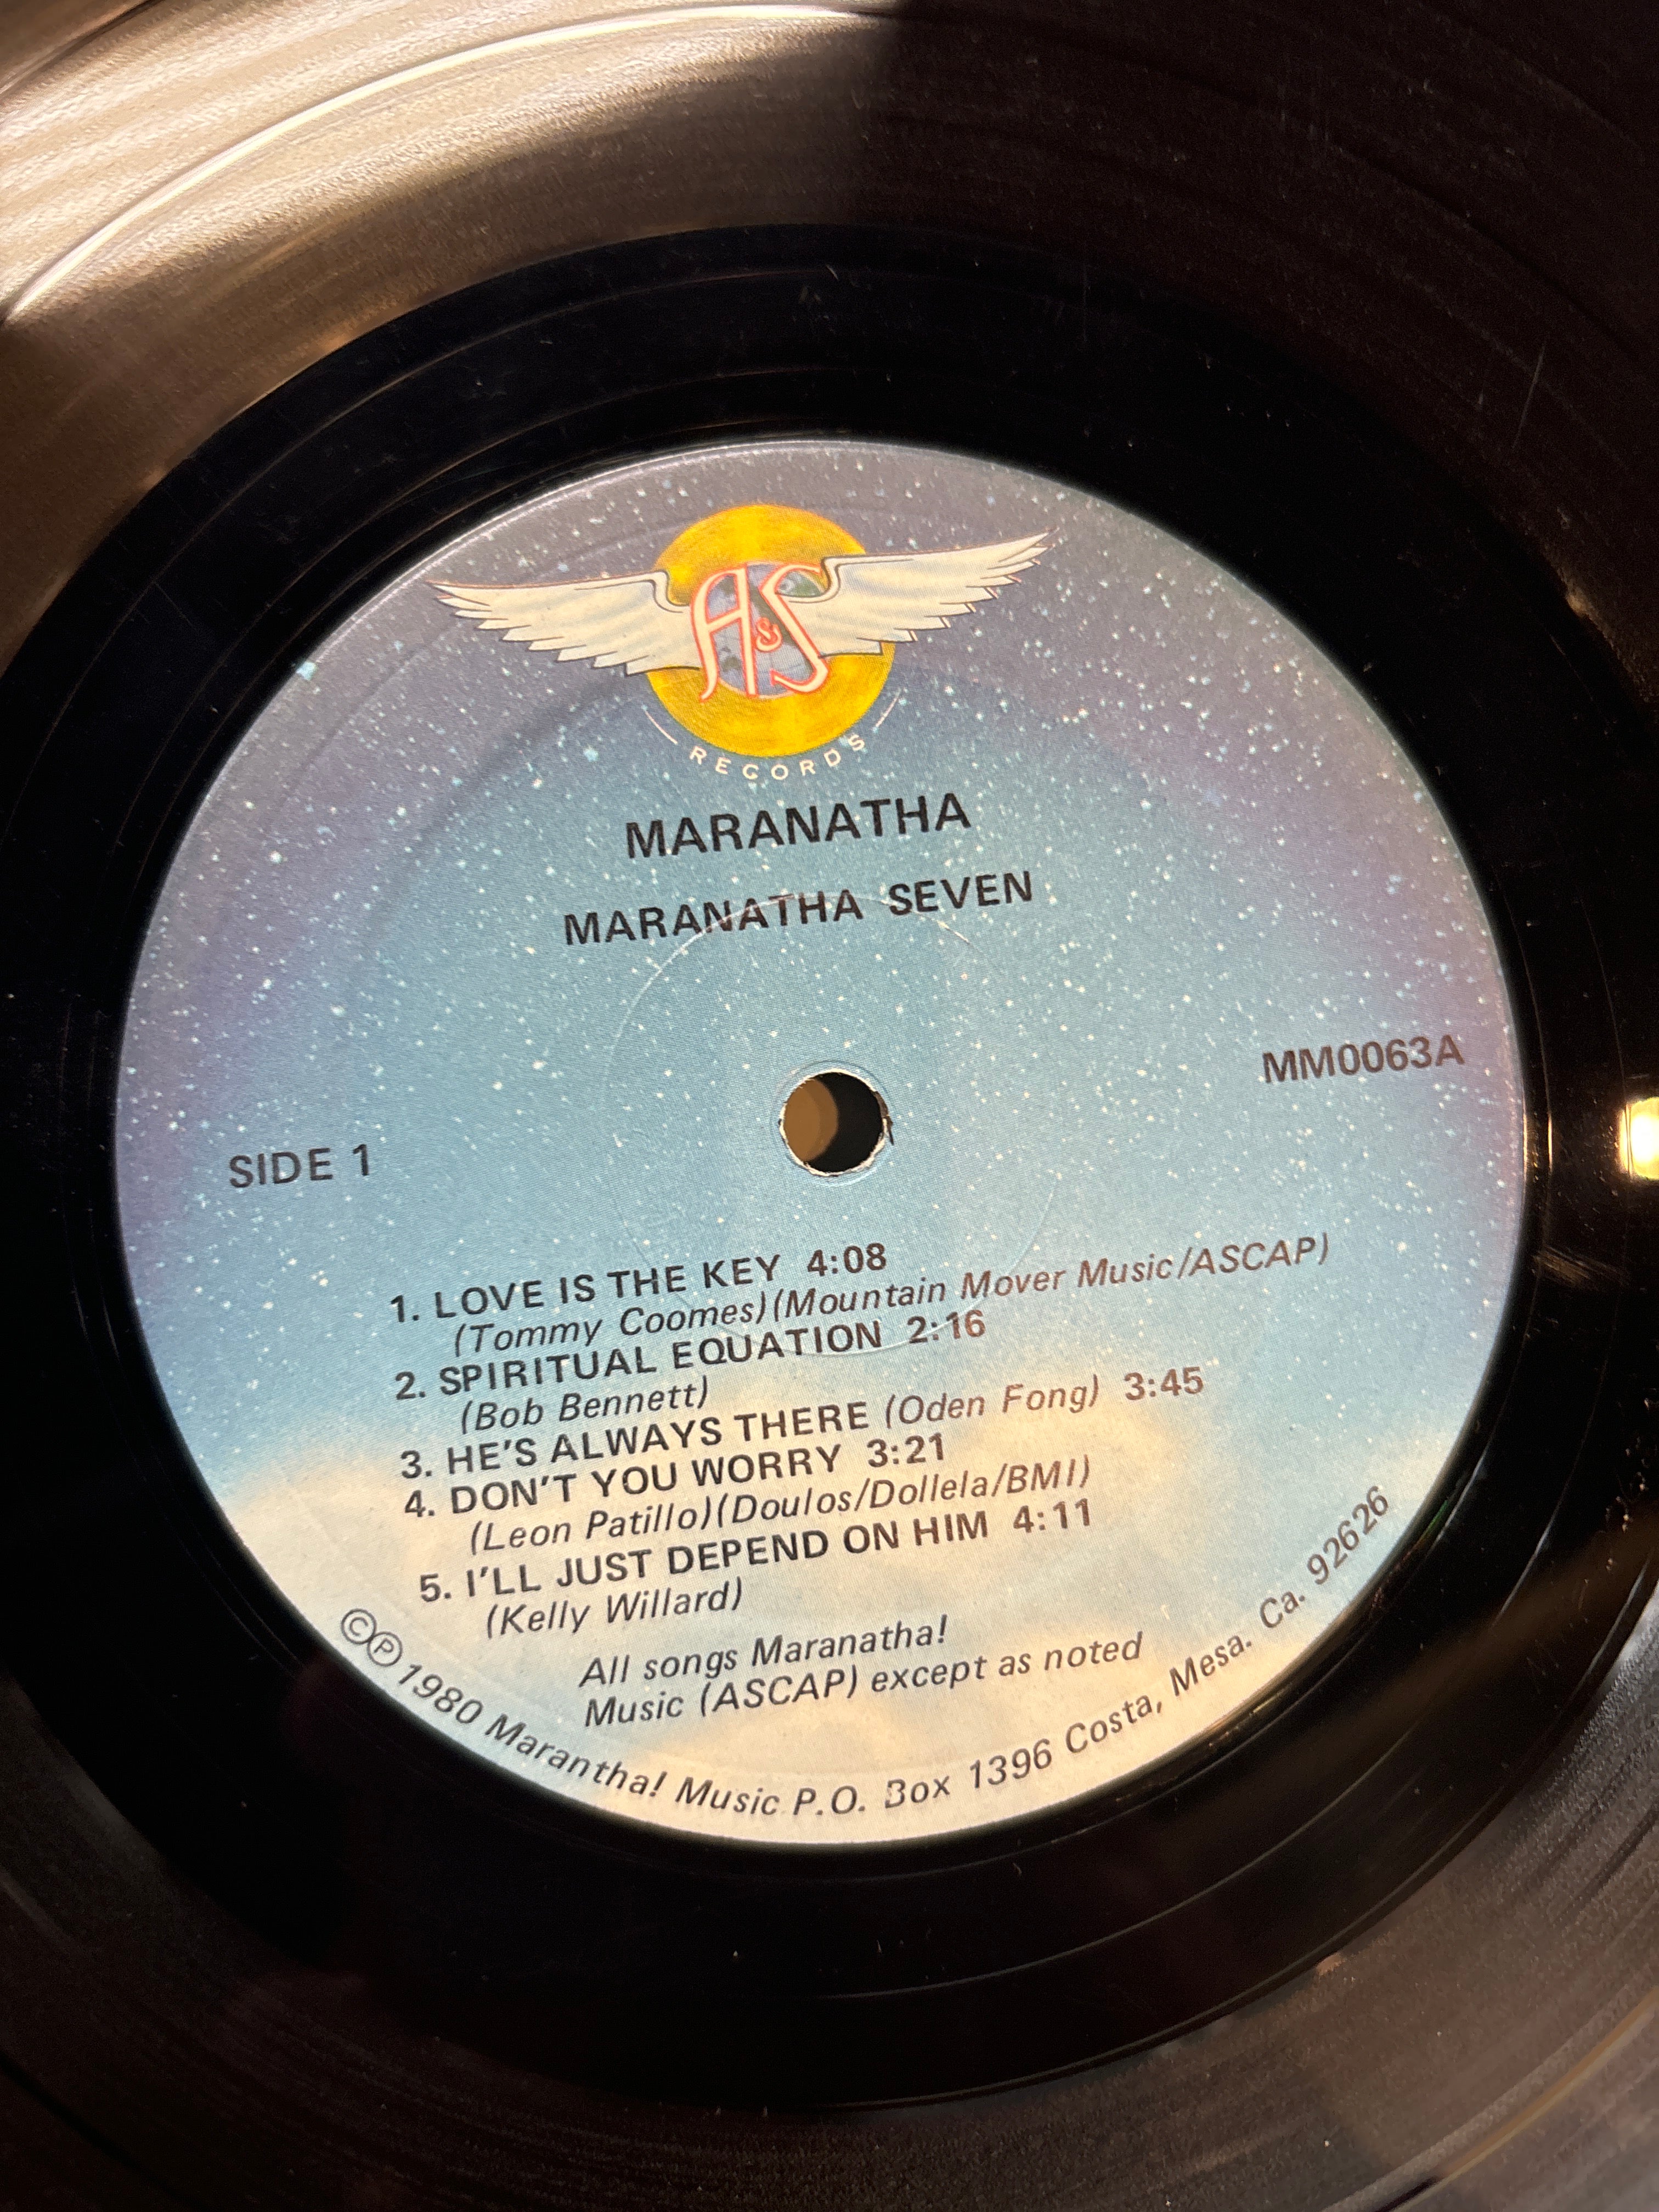 A&S
RECORDS
MARANATHA
MARANATHA SEVEN
MM0063A
SIDE 1
1. LOVE IS THE KEY 4:08
(Tommy Coomes)(Mountain Mover Music/ASCAP)
2. SPIRITUAL EQUATION 2:16
(Bob Bennett)
3. HE'S ALWAYS THERE (Oden Fong) 3:45
4. DON'T YOU WORRY 3:21
(Leon Patillo)(Doulos/Dollela/BMI)
5. I'LL JUST DEPEND ON HIM 4:11
(Kelly Willard)
All songs Maranatha!
Music (ASCAP) except as noted
©℗ 1980 Marantha! Music P.O. Box 1396 Costa, Mesa. Ca. 92626